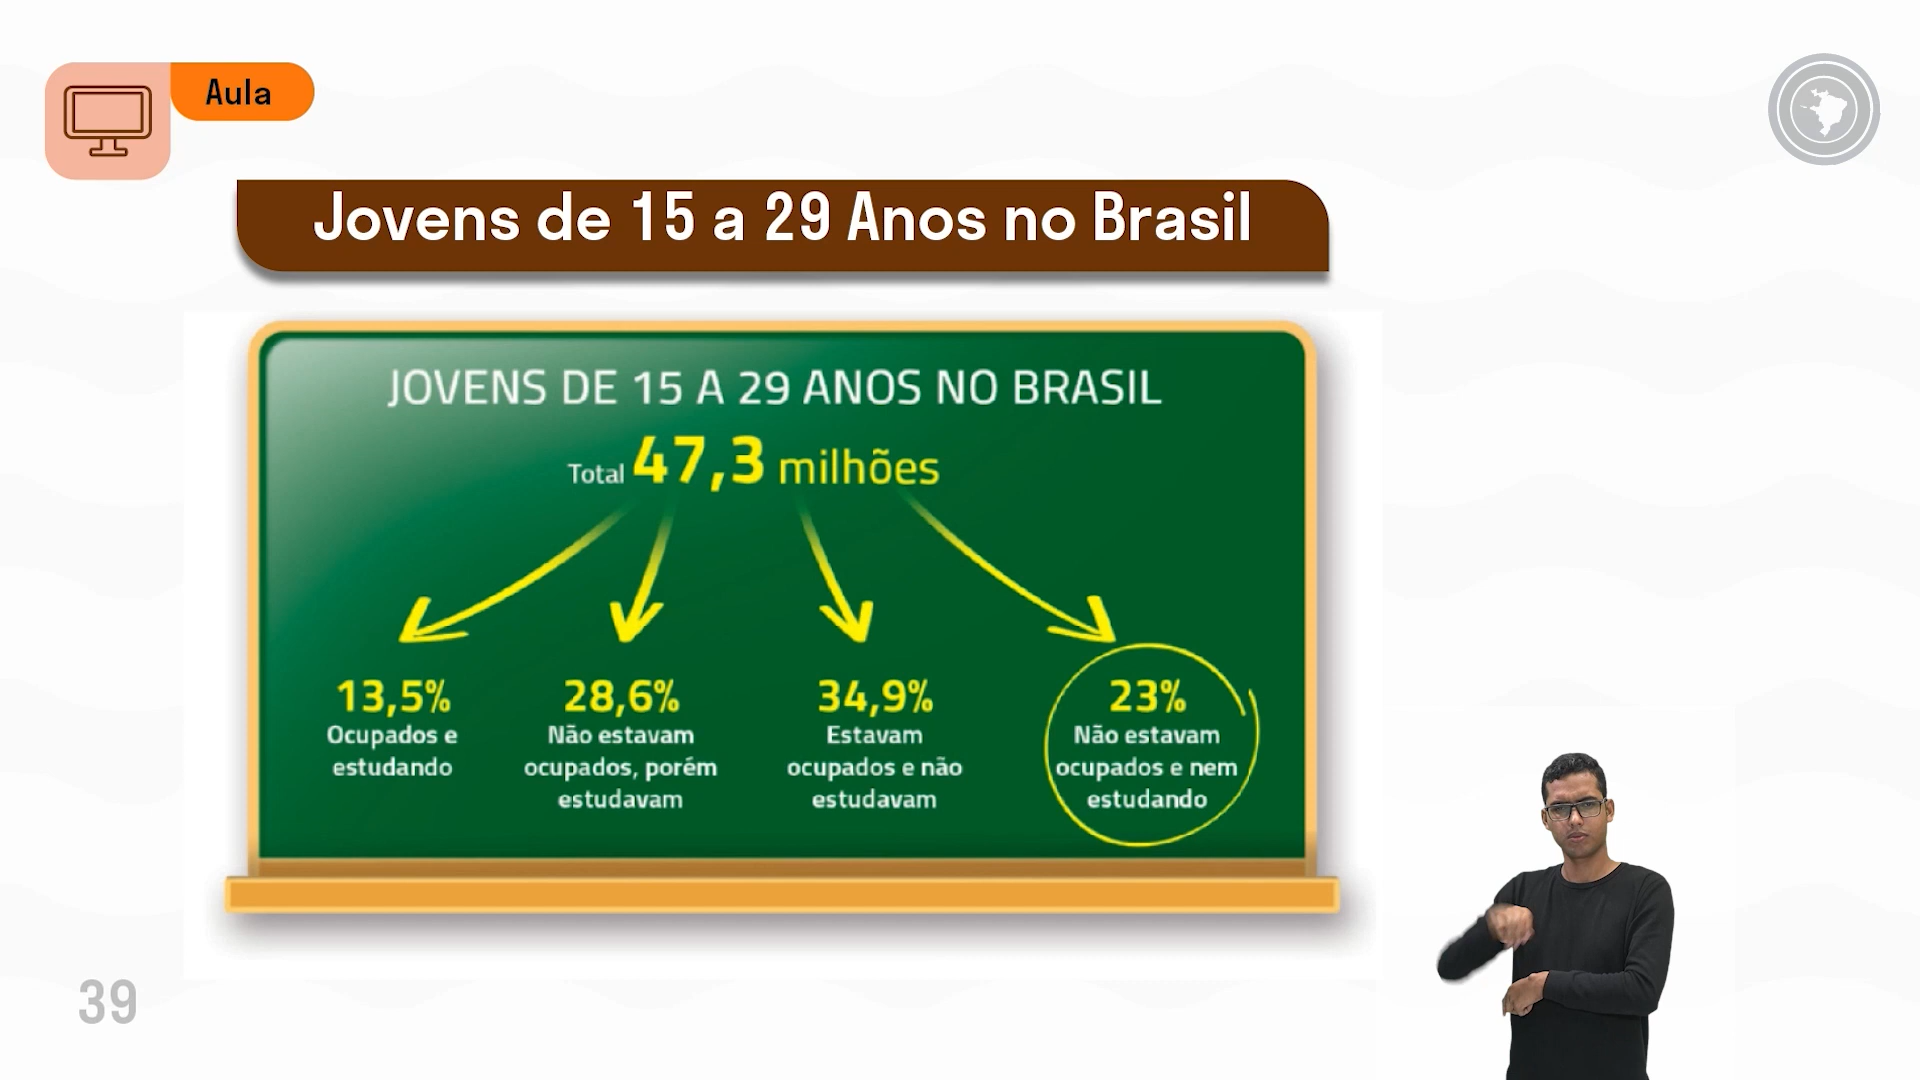 Aula
Jovens de 15 a 29 Anos no Brasil
JOVENS DE 15 A 29 ANOS NO BRASIL
Total 47,3 milhões
13,5%
Ocupados e
estudando
28,6%
Não estavam
ocupados, porém
estudavam
34,9%
Estavam
ocupados e não
estudavam
23%
Não estavam
ocupados e nem
estudando
39